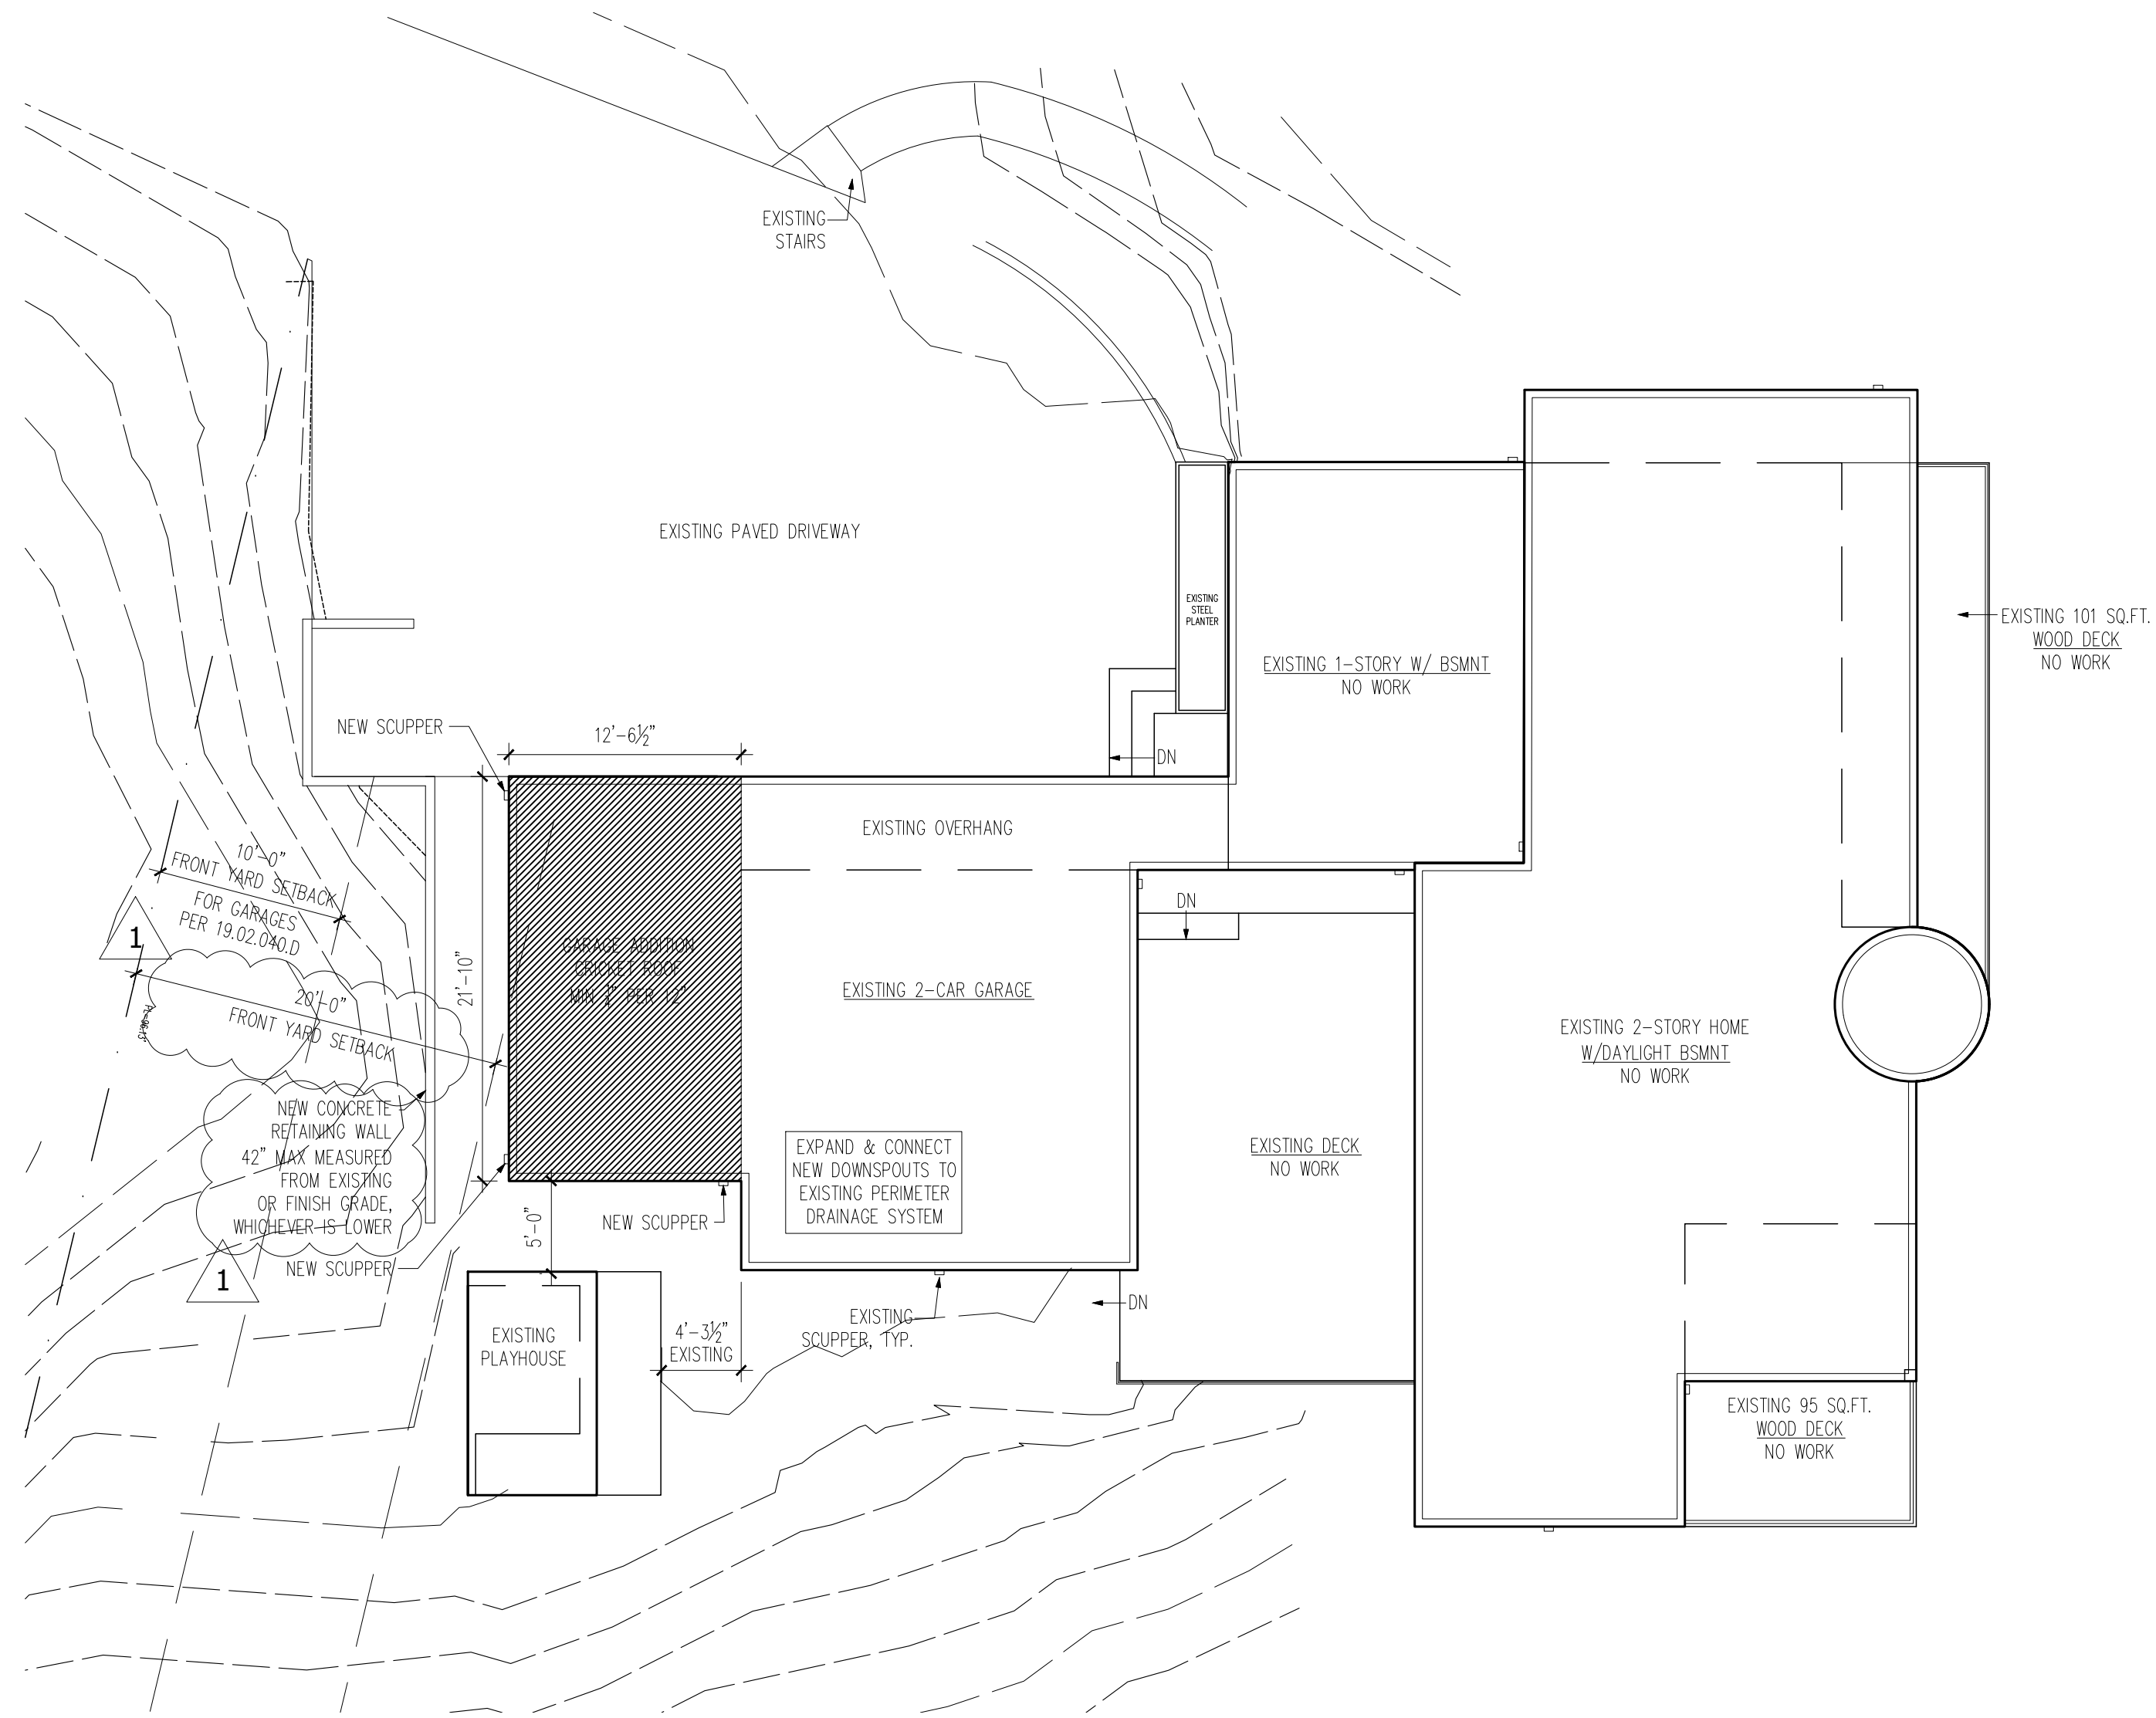 EXISTING
STAIRS
EXISTING PAVED DRIVEWAY
EXISTING
STEEL
PLANTER
EXISTING 101 SQ.FT.
WOOD DECK
NO WORK
EXISTING 1-STORY W/ BSMNT
NO WORK
NEW SCUPPER
12'-6½"
DN
EXISTING OVERHANG
10'-0"
FRONT YARD SETBACK
FOR GARAGES
PER 19.02.040.D
1
DN
GARAGE ADDITION
CRICKET ROOF
MIN ¼" PER 12"
21'-10"
EXISTING 2-CAR GARAGE
20'-0"
FRONT YARD SETBACK
EXISTING 2-STORY HOME
W/DAYLIGHT BSMNT
NO WORK
NEW CONCRETE
RETAINING WALL
42" MAX MEASURED
FROM EXISTING
OR FINISH GRADE,
WHICHEVER IS LOWER
1
NEW SCUPPER
EXPAND & CONNECT
NEW DOWNSPOUTS TO
EXISTING PERIMETER
DRAINAGE SYSTEM
EXISTING DECK
NO WORK
NEW SCUPPER
5'-0"
DN
EXISTING
SCUPPER, TYP.
EXISTING
PLAYHOUSE
4'-3½"
EXISTING
EXISTING 95 SQ.FT.
WOOD DECK
NO WORK